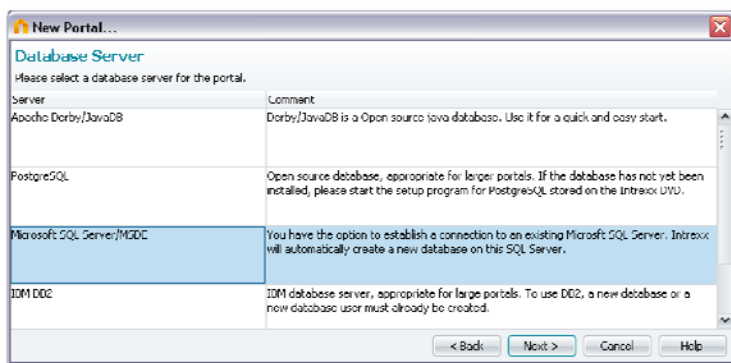 New Portal...
Database Server
Please select a database server for the portal.
Server Comment
Apache Derby/JavaDB Derby/JavaDB is a Open source java database. Use it for a quick and easy start.
PostgreSQL Open source database, appropriate for larger portals. If the database has not yet been
installed, please start the setup program for PostgreSQL stored on the Intrexx DVD.
Microsoft SQL Server/MSDE You have the option to establish a connection to an existing Microsft SQL Server. Intrexx
will automatically create a new database on this SQL Server.
IBM DB2 IBM database server, appropriate for large portals. To use DB2, a new database or a
new database user must already be created.
< Back Next > Cancel Help